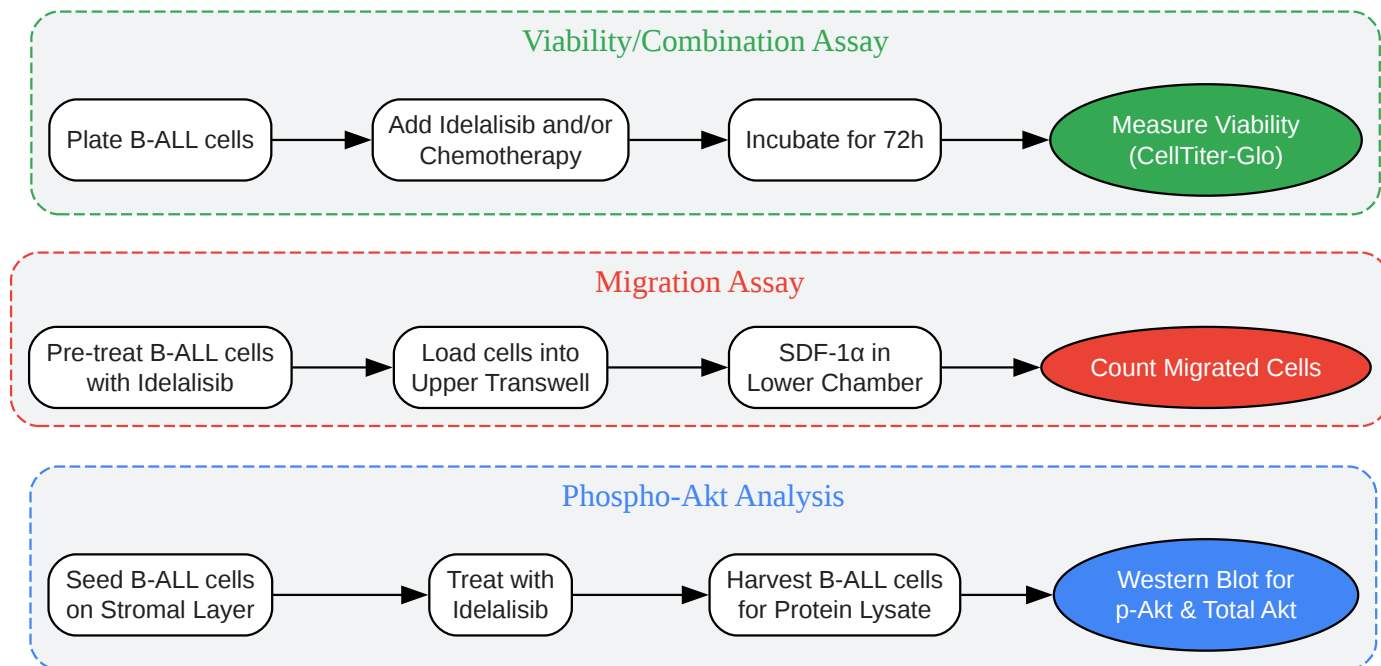 Viability/Combination Assay
Plate B-ALL cells
Add Idelalisib and/or
Chemotherapy
Incubate for 72h
Measure Viability
(CellTiter-Glo)
Migration Assay
Pre-treat B-ALL cells
with Idelalisib
Load cells into
Upper Transwell
SDF-1α in
Lower Chamber
Count Migrated Cells
Phospho-Akt Analysis
Seed B-ALL cells
on Stromal Layer
Treat with
Idelalisib
Harvest B-ALL cells
for Protein Lysate
Western Blot for
p-Akt & Total Akt